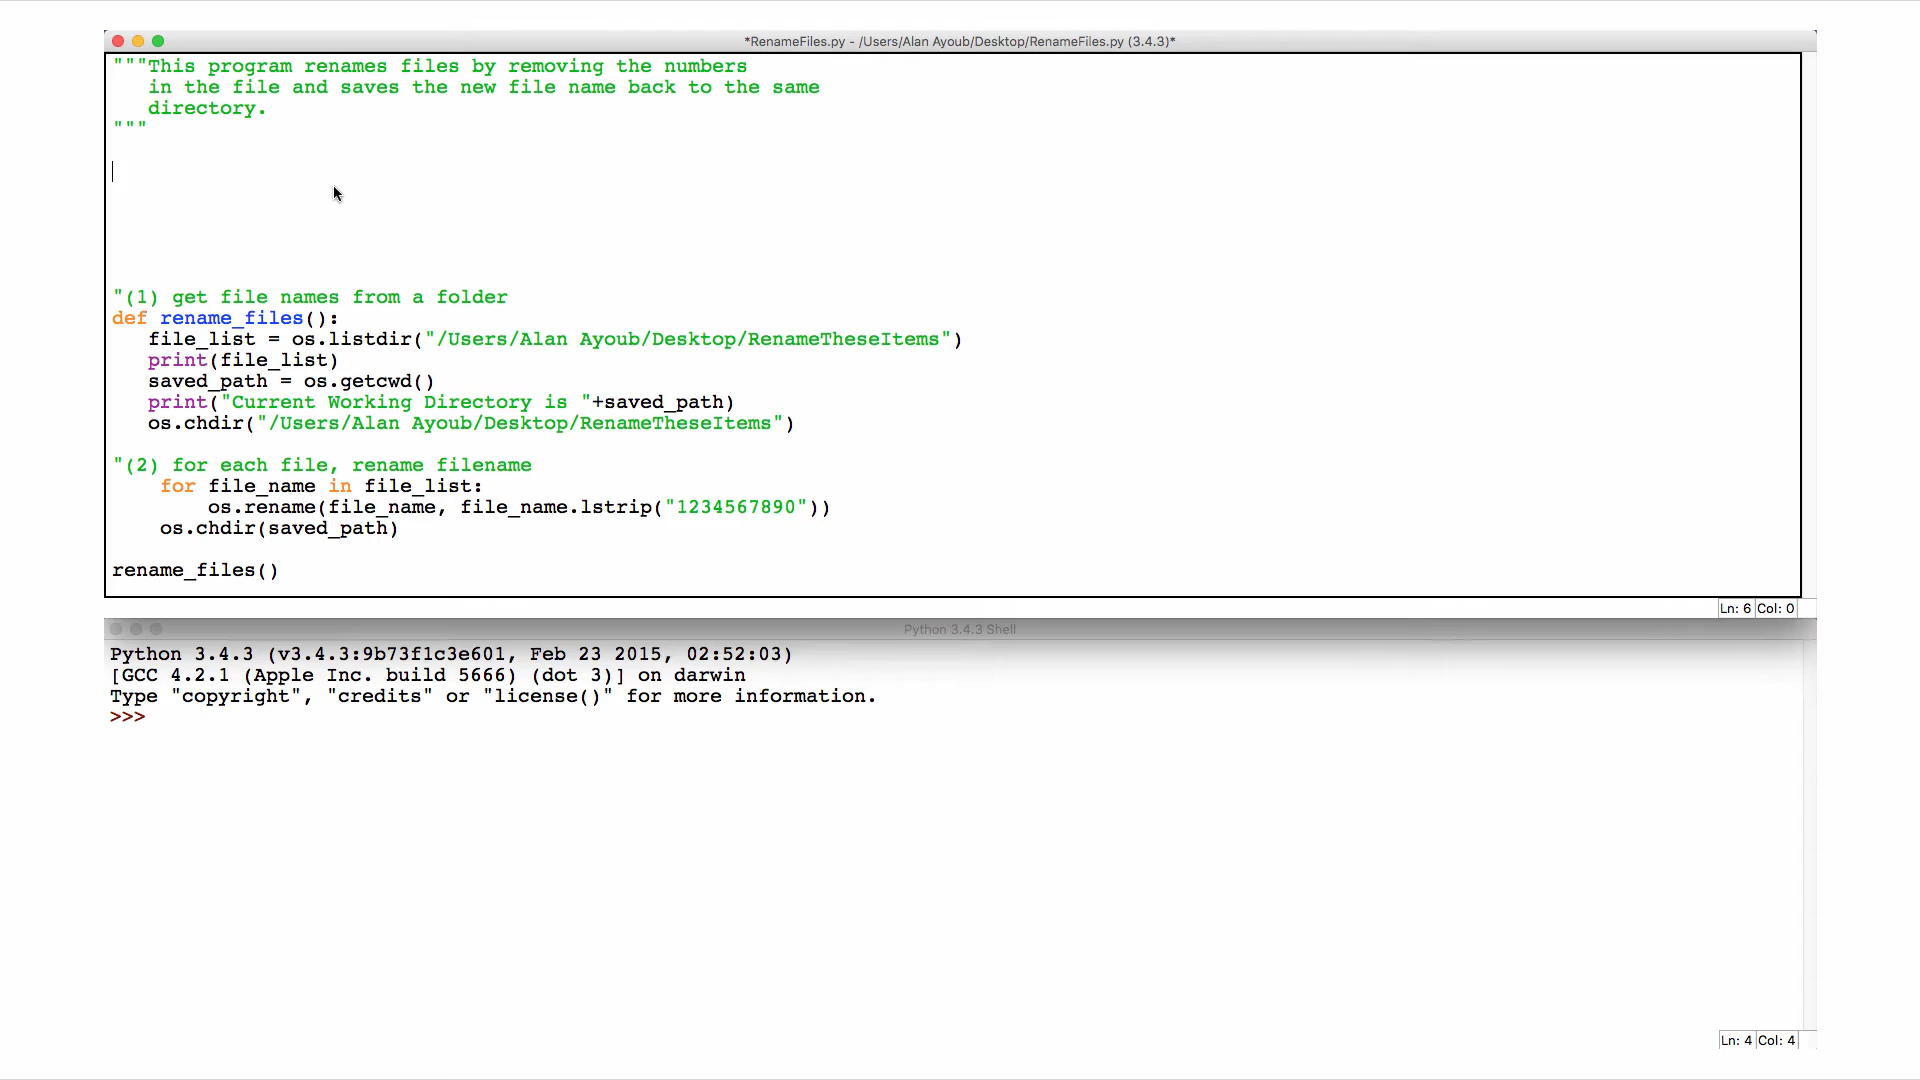 *RenameFiles.py - /Users/Alan Ayoub/Desktop/RenameFiles.py (3.4.3)*
"""This program renames files by removing the numbers
   in the file and saves the new file name back to the same
   directory.
"""
"(1) get file names from a folder
def rename_files():
   file_list = os.listdir("/Users/Alan Ayoub/Desktop/RenameTheseItems")
   print(file_list)
   saved_path = os.getcwd()
   print("Current Working Directory is "+saved_path)
   os.chdir("/Users/Alan Ayoub/Desktop/RenameTheseItems")
"(2) for each file, rename filename
    for file_name in file_list:
        os.rename(file_name, file_name.lstrip("1234567890"))
    os.chdir(saved_path)
rename_files()
Ln: 6 Col: 0
Python 3.4.3 Shell
Python 3.4.3 (v3.4.3:9b73f1c3e601, Feb 23 2015, 02:52:03)
[GCC 4.2.1 (Apple Inc. build 5666) (dot 3)] on darwin
Type "copyright", "credits" or "license()" for more information.
>>>
Ln: 4 Col: 4